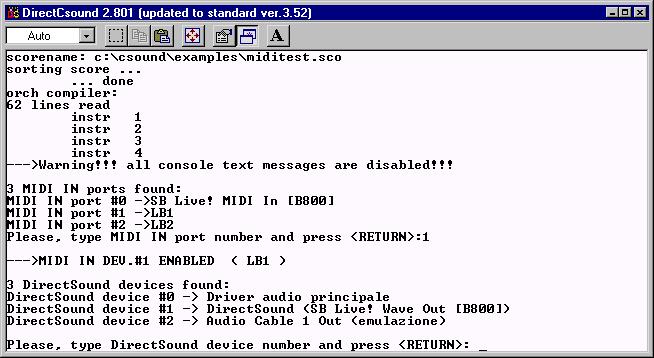 DirectCsound 2.801 (updated to standard ver.3.52)
Auto
A
scorename: c:\csound\examples\miditest.sco
sorting score ...
... done
orch compiler:
62 lines read
instr 1
instr 2
instr 3
instr 4
--->Warning!!! all console text messages are disabled!!!
3 MIDI IN ports found:
MIDI IN port #0 ->SB Live! MIDI In [B800]
MIDI IN port #1 ->LB1
MIDI IN port #2 ->LB2
Please, type MIDI IN port number and press <RETURN>:1
--->MIDI IN DEV.#1 ENABLED ( LB1 )
3 DirectSound devices found:
DirectSound device #0 -> Driver audio principale
DirectSound device #1 -> DirectSound (SB Live! Wave Out [B800])
DirectSound device #2 -> Audio Cable 1 Out (emulazione)
Please, type DirectSound device number and press <RETURN>: _